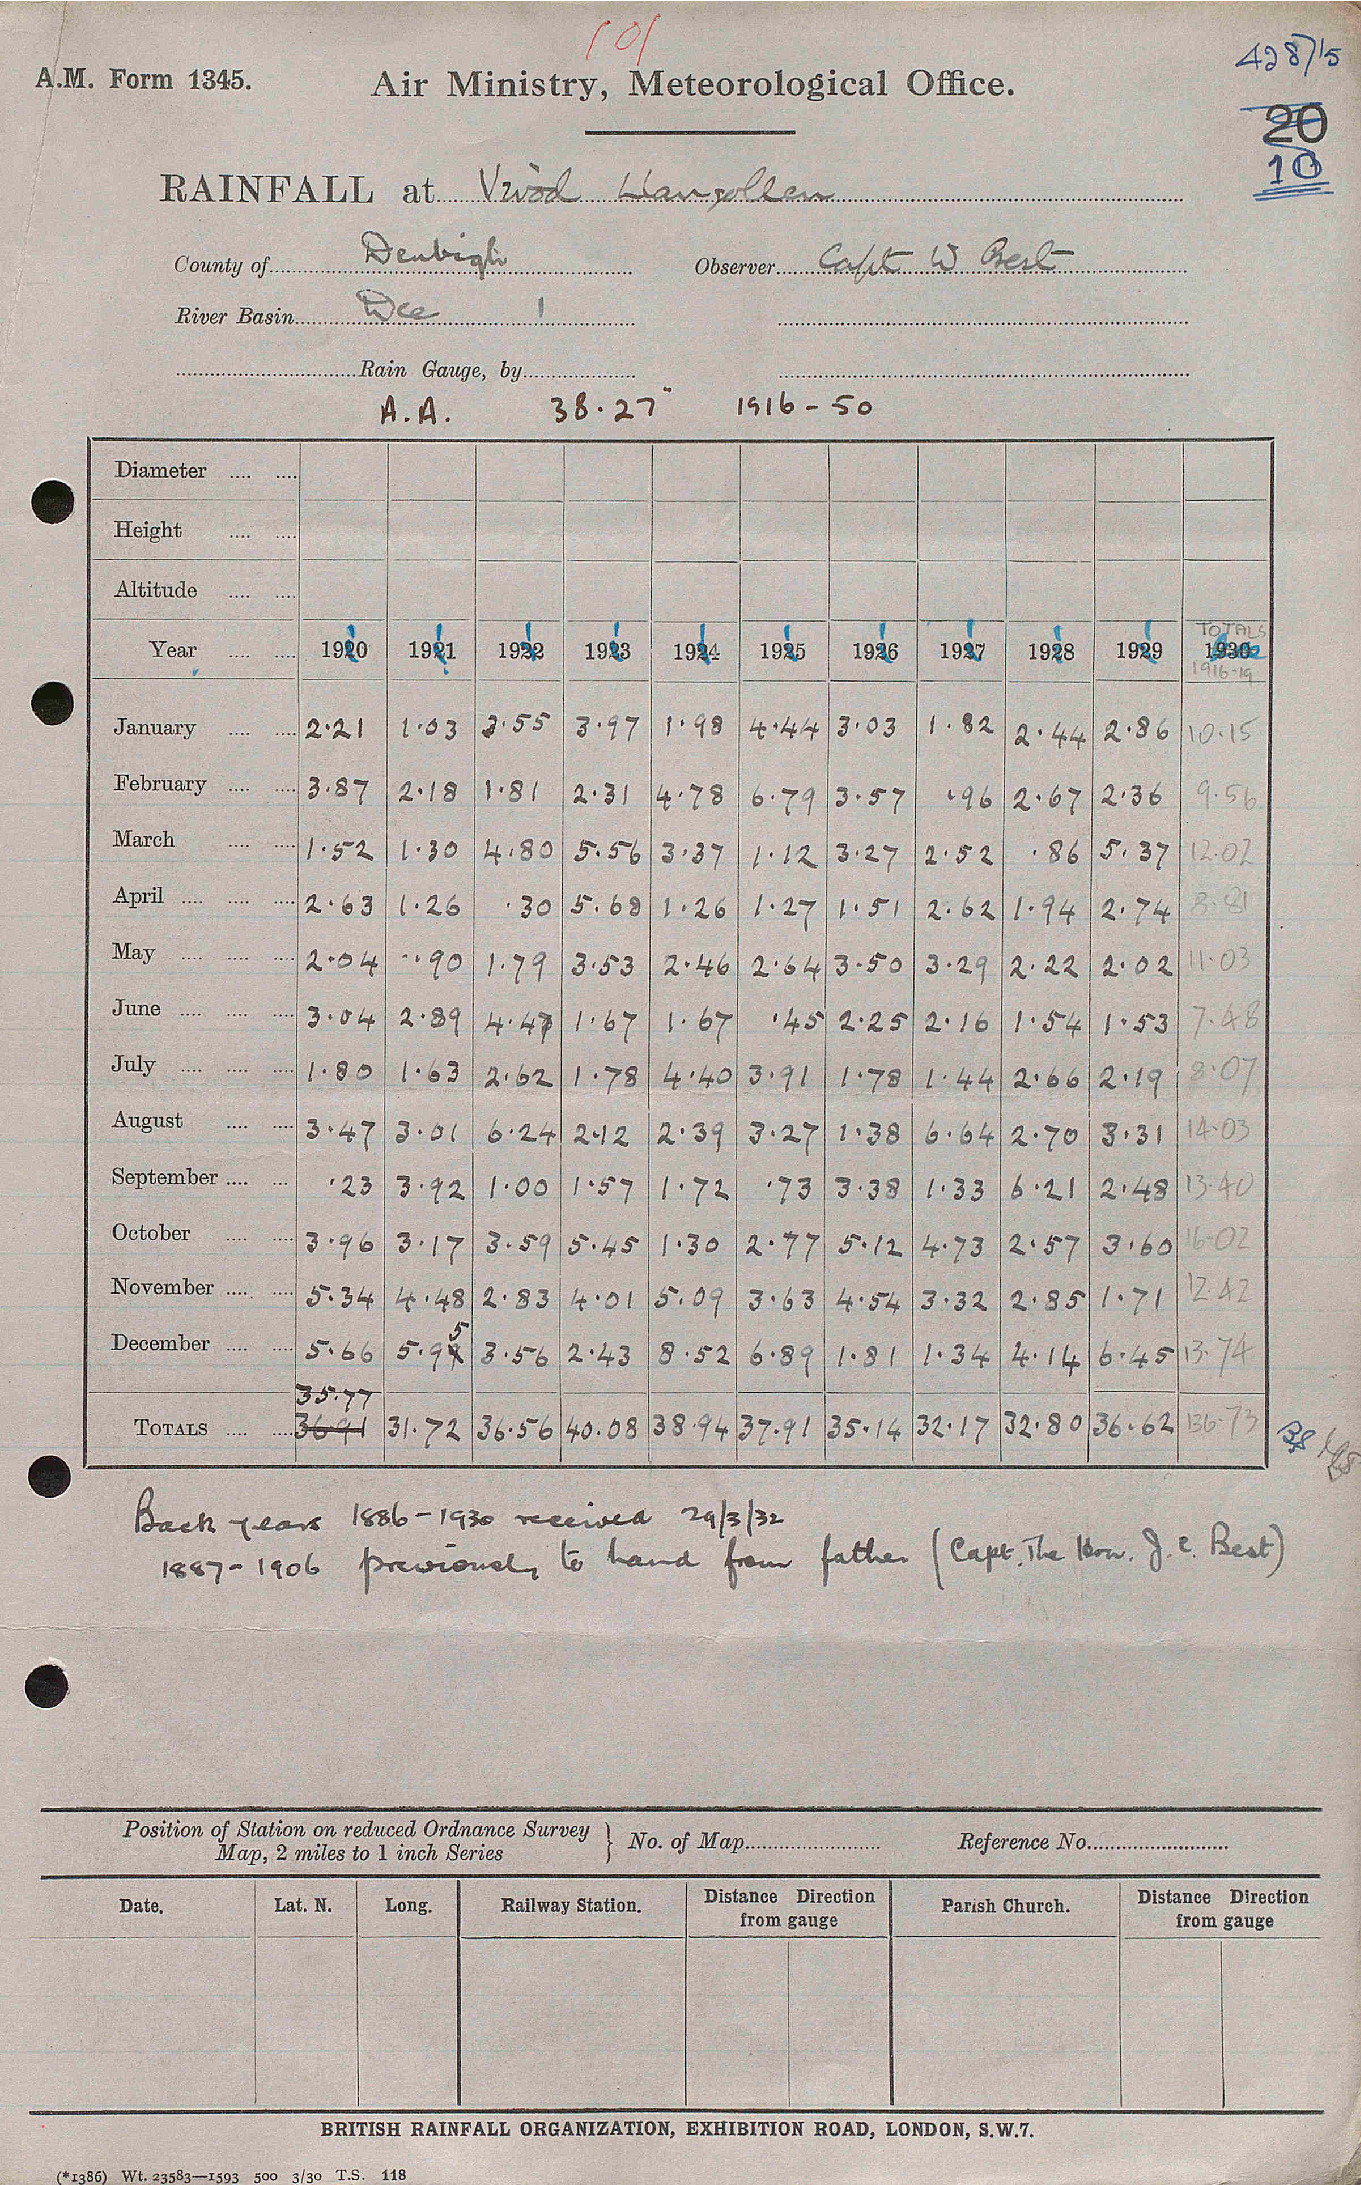 101
428/15
A.M. Form 1345. Air Ministry, Meteorological Office.
20
10
RAINFALL at Vivod Llangollen
County of Denbigh Observer Capt W Best
River Basin Dee 1
Rain Gauge, by
A.A. 38.27" 1916-50
Diameter
Height
Altitude
TOTALS
Year 1920 1921 1922 1923 1924 1925 1926 1927 1928 1929 1930
1916-19
January 2.21 1.03 3.55 3.97 1.98 4.44 3.03 1.82 2.44 2.86 10.15
February 3.87 2.18 1.81 2.31 4.78 6.79 3.57 .96 2.67 2.36 9.56
March 1.52 1.30 4.80 5.56 3.37 1.12 3.27 2.52 .86 5.37 12.02
April 2.63 1.26 .30 5.68 1.26 1.27 1.51 2.62 1.94 2.74 8.81
May 2.04 .90 1.79 3.53 2.46 2.64 3.50 3.29 2.22 2.02 11.03
June 3.04 2.89 4.47 1.67 1.67 .45 2.25 2.16 1.54 1.53 7.48
July 1.80 1.63 2.62 1.78 4.40 3.91 1.78 1.44 2.66 2.19 8.07
August 3.47 3.01 6.24 2.12 2.39 3.27 1.38 6.64 2.70 3.31 14.03
September .23 3.92 1.00 1.57 1.72 .73 3.38 1.33 6.21 2.48 13.40
October 3.96 3.17 3.59 5.45 1.30 2.77 5.12 4.73 2.57 3.60 16.02
November 5.34 4.48 2.83 4.01 5.09 3.63 4.54 3.32 2.85 1.71 12.42
December 5.66 5.95 3.56 2.43 8.52 6.89 1.81 1.34 4.14 6.45 13.74
35.77
TOTALS 36.91 31.72 36.56 40.08 38.94 37.91 35.14 32.17 32.80 36.62 136.73
Back years 1886-1930 received 29/3/32
1887-1906 previously to hand from father (Capt. The Hon. J. C. Best)
Position of Station on reduced Ordnance Survey
Map, 2 miles to 1 inch Series } No. of Map Reference No.
Date. Lat. N. Long. Railway Station. Distance Direction from gauge Parish Church. Distance Direction from gauge
BRITISH RAINFALL ORGANIZATION, EXHIBITION ROAD, LONDON, S.W.7.
(*1386) Wt. 23583—1593 500 3/30 T.S. 118